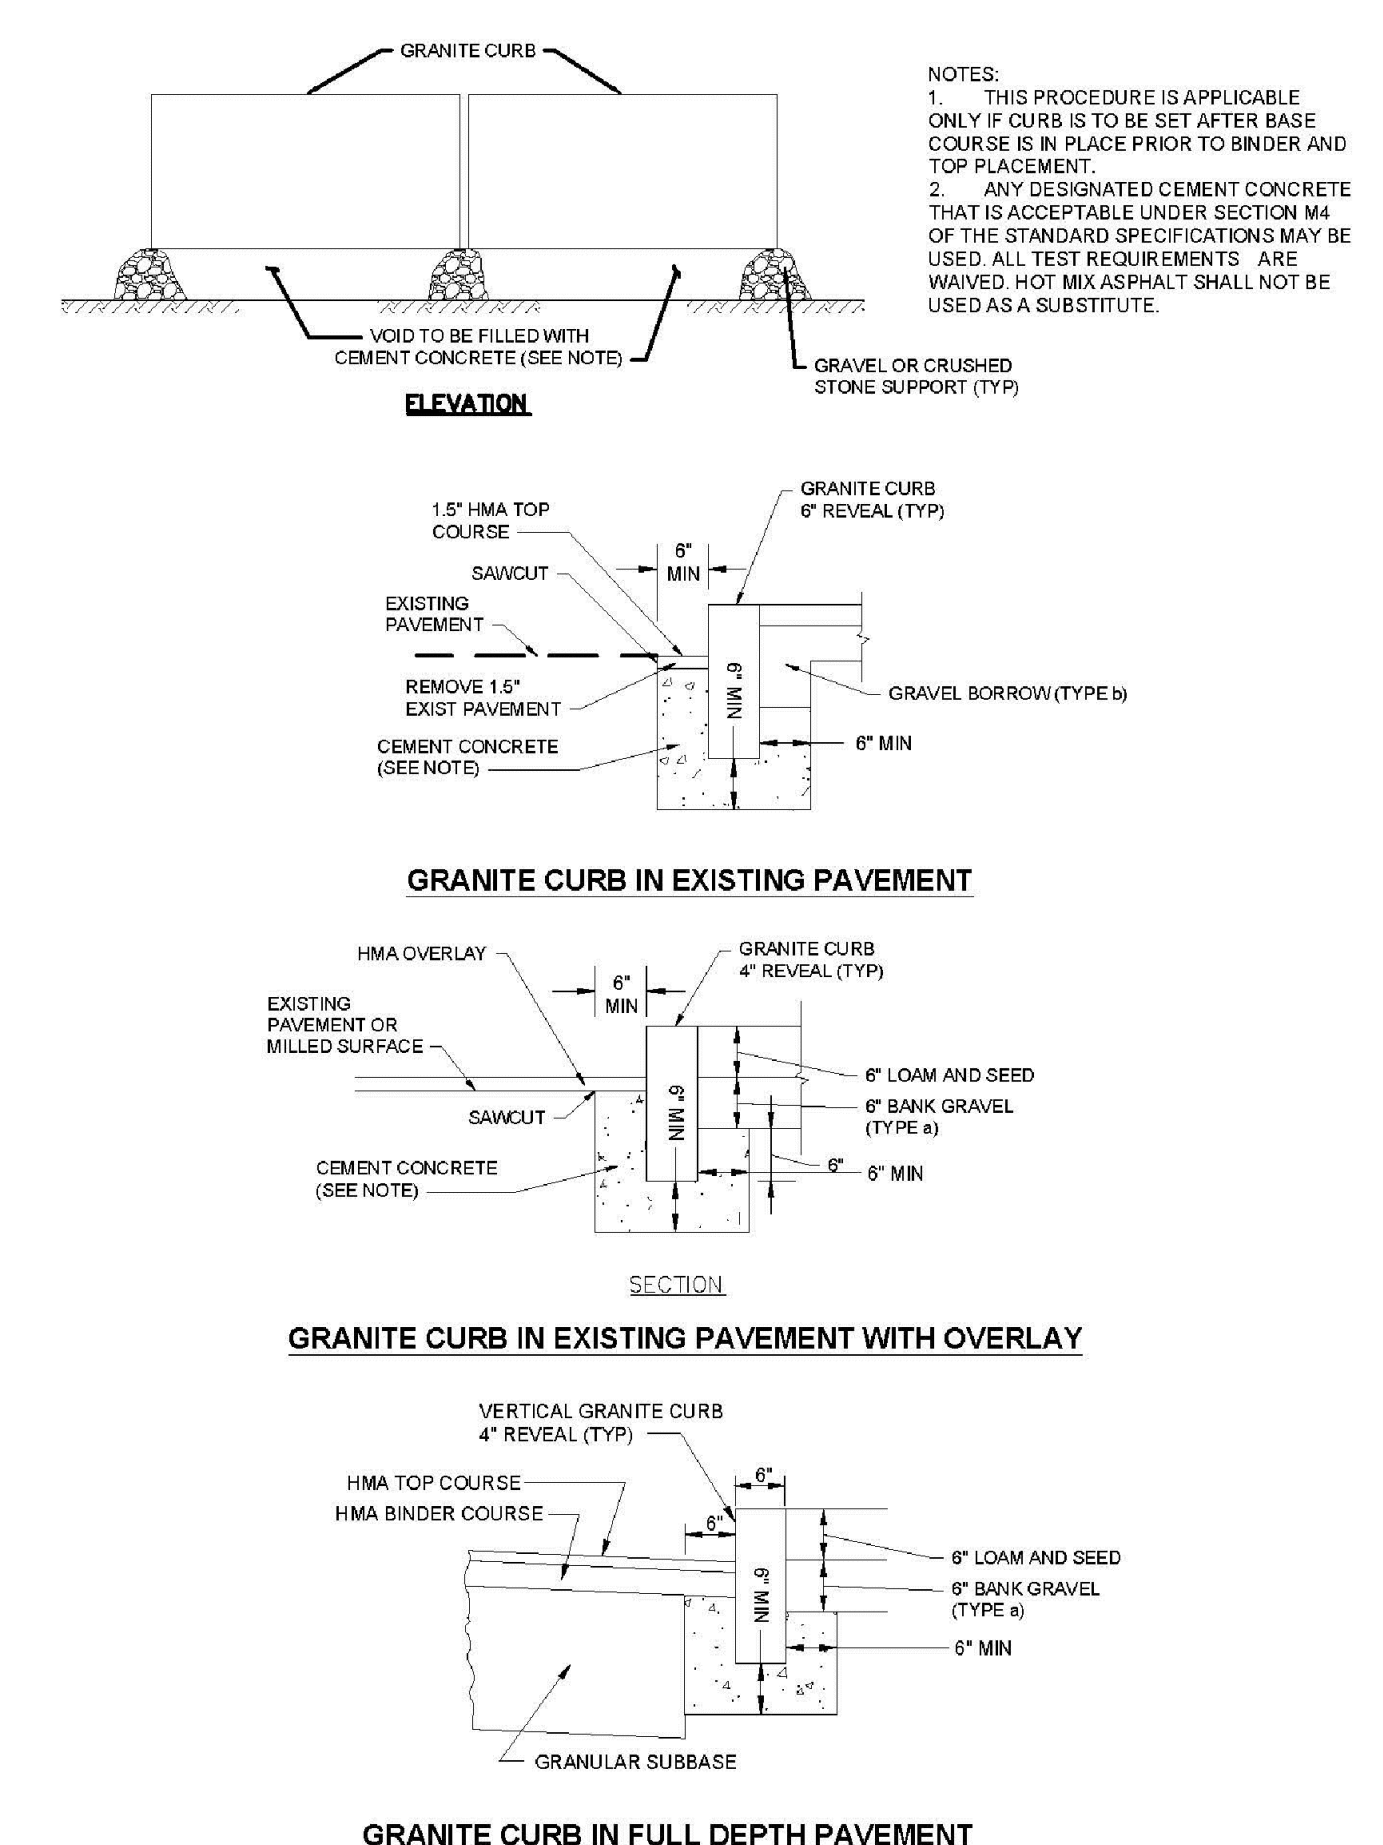 GRANITE CURB
NOTES:
1. THIS PROCEDURE IS APPLICABLE
ONLY IF CURB IS TO BE SET AFTER BASE
COURSE IS IN PLACE PRIOR TO BINDER AND
TOP PLACEMENT.
2. ANY DESIGNATED CEMENT CONCRETE
THAT IS ACCEPTABLE UNDER SECTION M4
OF THE STANDARD SPECIFICATIONS MAY BE
USED. ALL TEST REQUIREMENTS ARE
WAIVED. HOT MIX ASPHALT SHALL NOT BE
USED AS A SUBSTITUTE.
VOID TO BE FILLED WITH
CEMENT CONCRETE (SEE NOTE)
GRAVEL OR CRUSHED
STONE SUPPORT (TYP)
ELEVATION
GRANITE CURB
6" REVEAL (TYP)
1.5" HMA TOP
COURSE
6"
MIN
SAWCUT
EXISTING
PAVEMENT
REMOVE 1.5"
EXIST PAVEMENT
6" MIN
GRAVEL BORROW (TYPE b)
CEMENT CONCRETE
(SEE NOTE)
6" MIN
GRANITE CURB IN EXISTING PAVEMENT
HMA OVERLAY
GRANITE CURB
4" REVEAL (TYP)
6"
MIN
EXISTING
PAVEMENT OR
MILLED SURFACE
6" LOAM AND SEED
6" BANK GRAVEL
(TYPE a)
SAWCUT
6" MIN
CEMENT CONCRETE
(SEE NOTE)
6"
6" MIN
SECTION
GRANITE CURB IN EXISTING PAVEMENT WITH OVERLAY
VERTICAL GRANITE CURB
4" REVEAL (TYP)
6"
HMA TOP COURSE
HMA BINDER COURSE
6"
6" LOAM AND SEED
6" BANK GRAVEL
(TYPE a)
6" MIN
6" MIN
GRANULAR SUBBASE
GRANITE CURB IN FULL DEPTH PAVEMENT